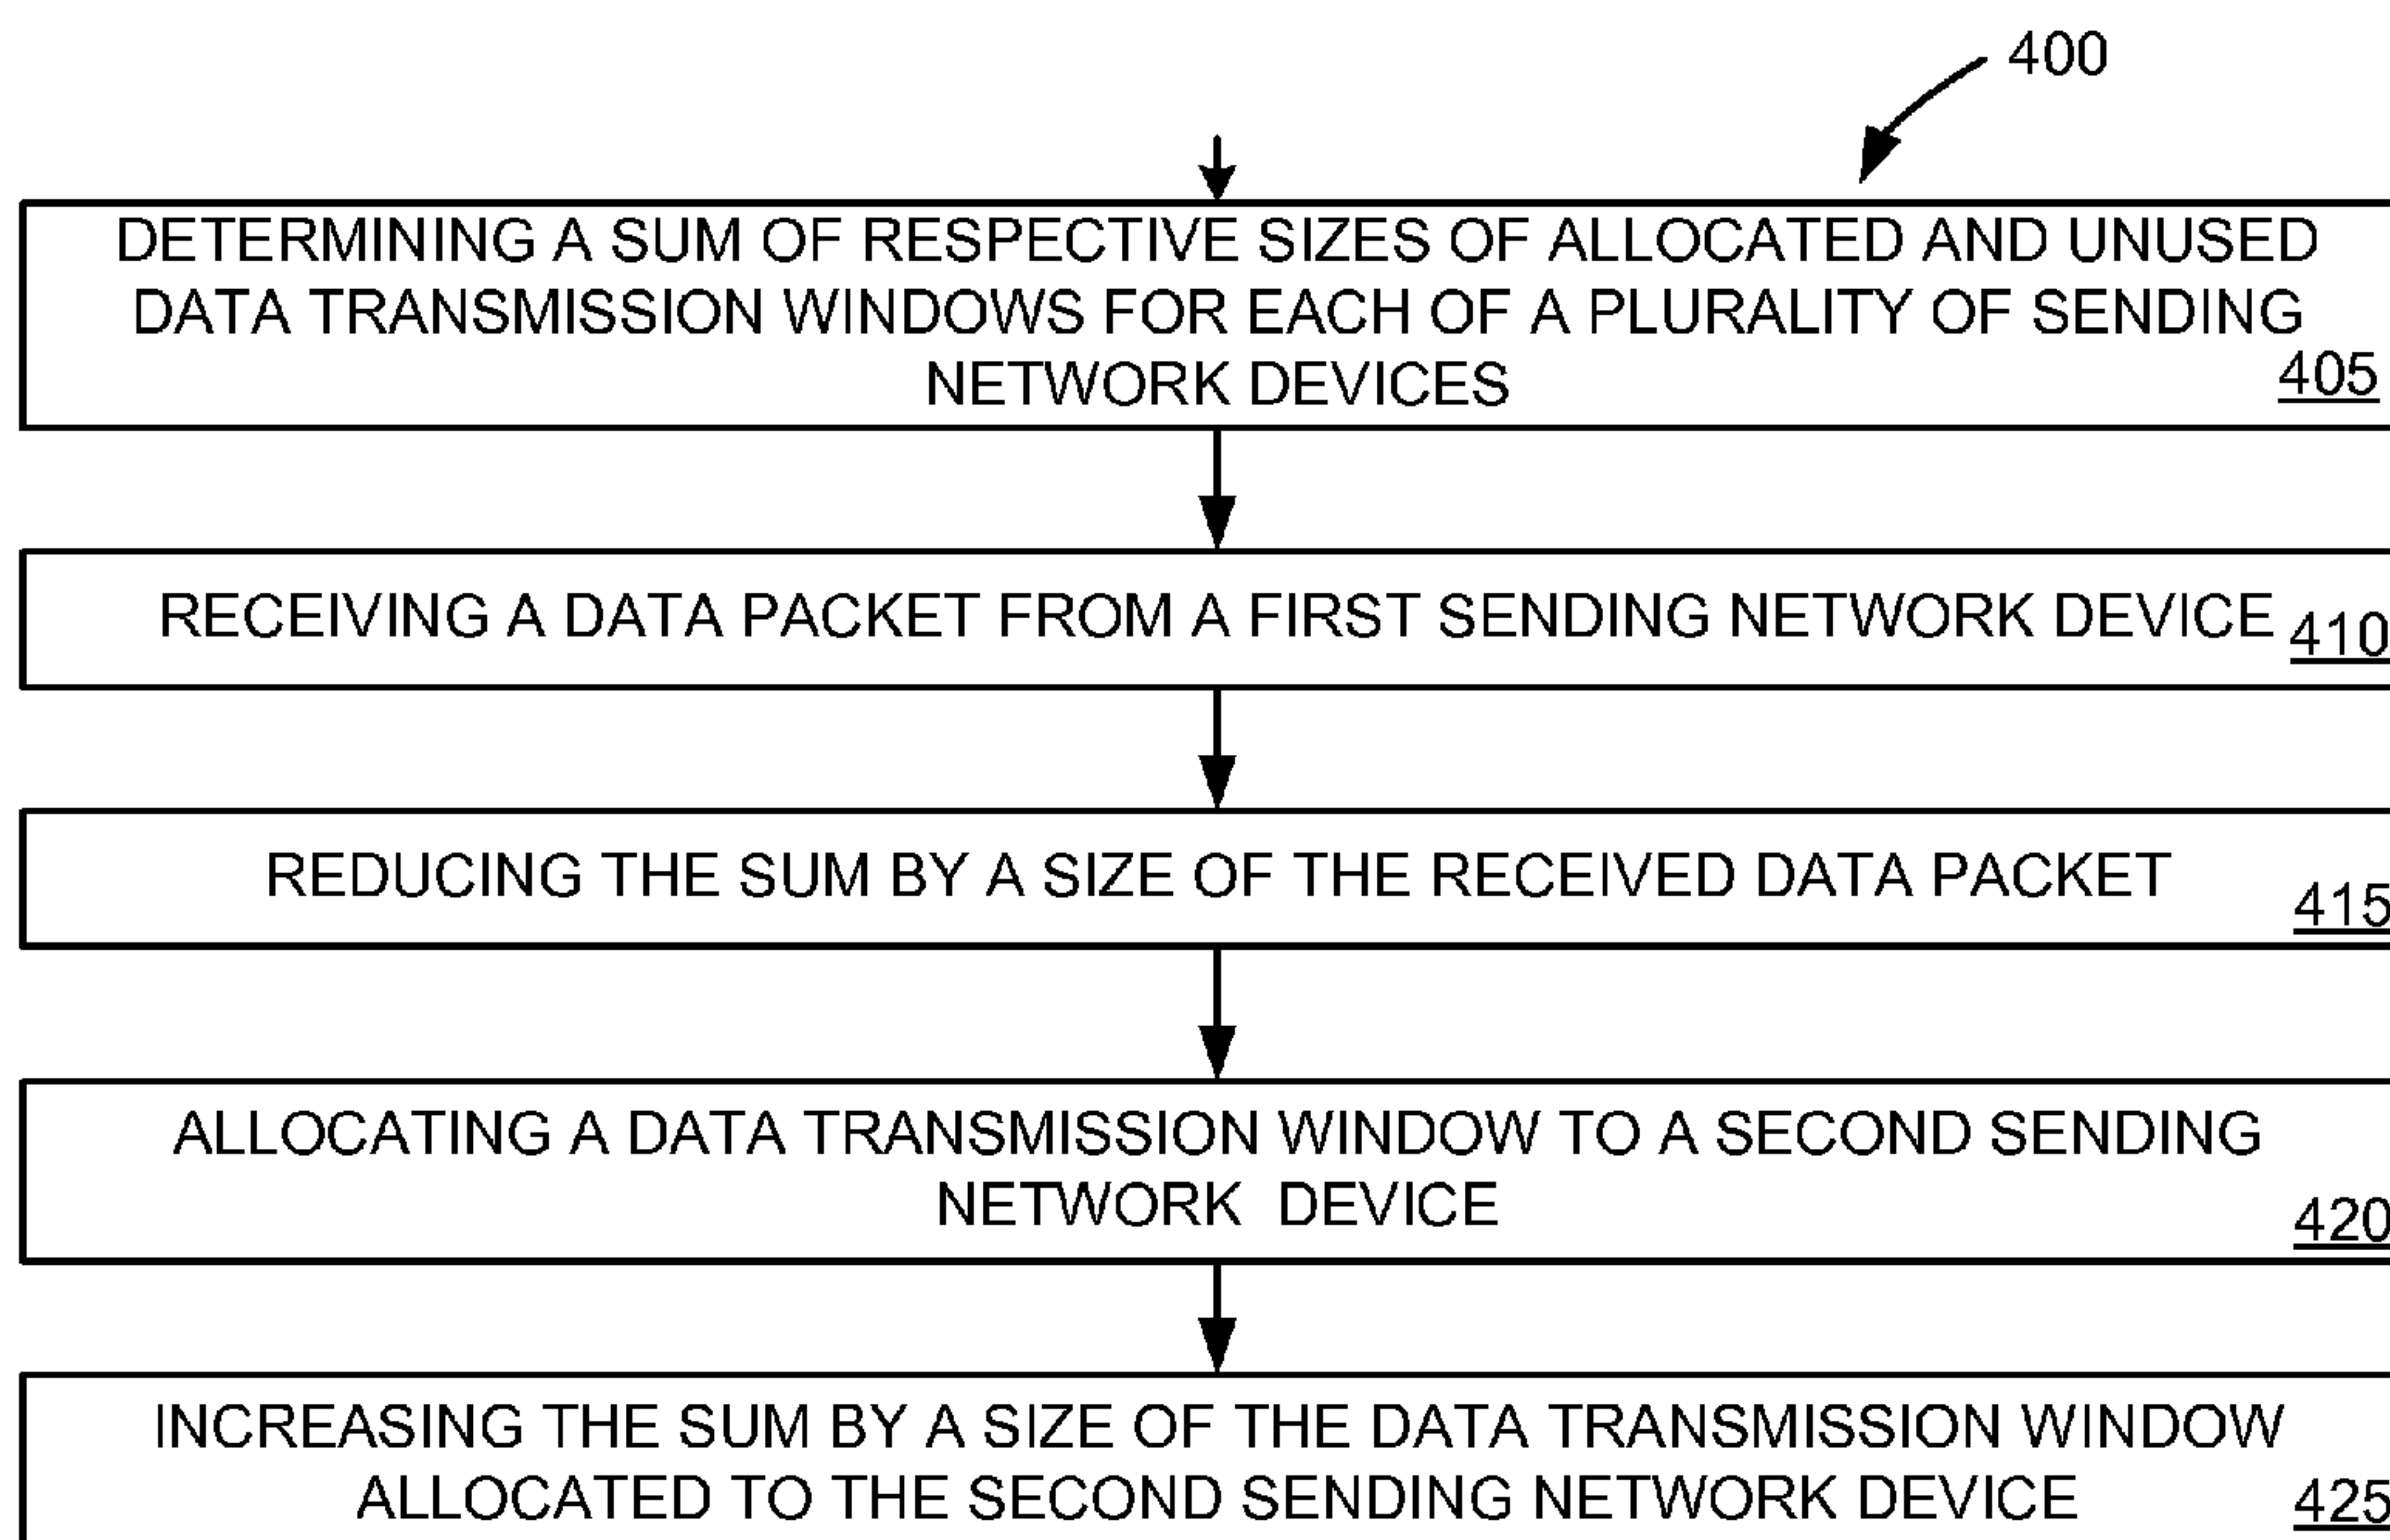 400
DETERMINING A SUM OF RESPECTIVE SIZES OF ALLOCATED AND UNUSED
DATA TRANSMISSION WINDOWS FOR EACH OF A PLURALITY OF SENDING
NETWORK DEVICES
405
RECEIVING A DATA PACKET FROM A FIRST SENDING NETWORK DEVICE
410
REDUCING THE SUM BY A SIZE OF THE RECEIVED DATA PACKET
415
ALLOCATING A DATA TRANSMISSION WINDOW TO A SECOND SENDING
NETWORK DEVICE
420
INCREASING THE SUM BY A SIZE OF THE DATA TRANSMISSION WINDOW
ALLOCATED TO THE SECOND SENDING NETWORK DEVICE
425